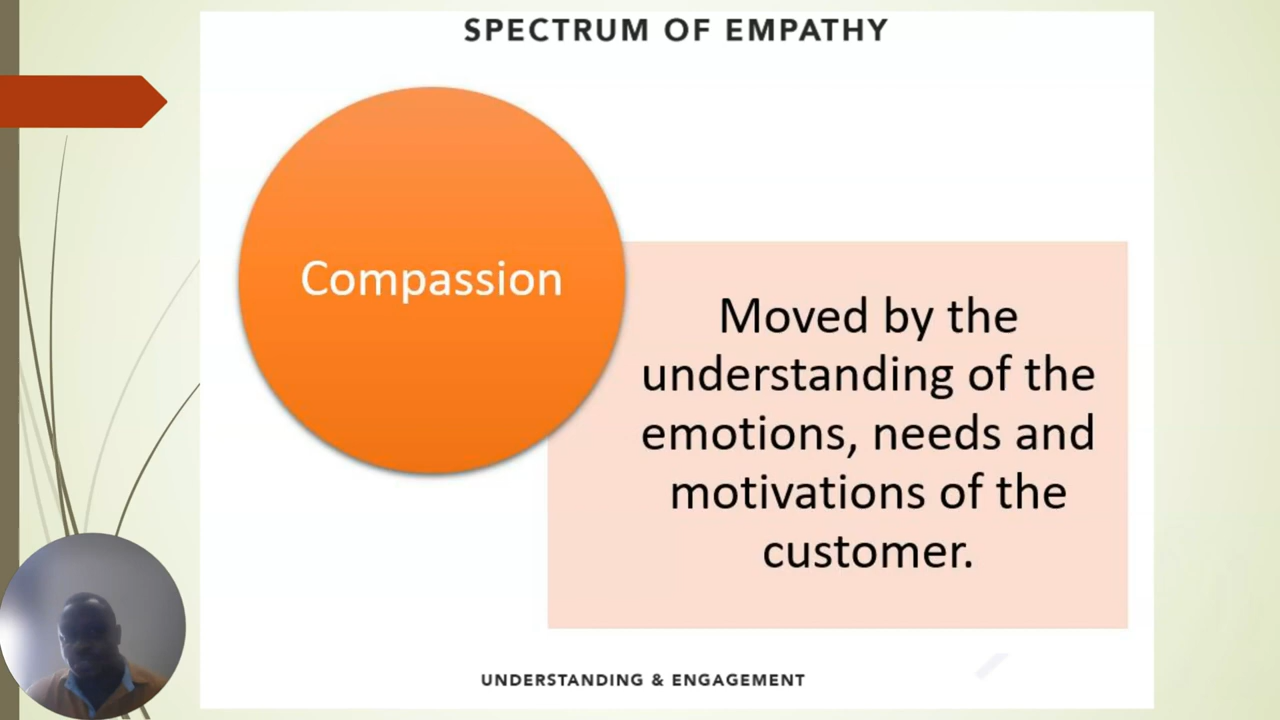 SPECTRUM OF EMPATHY
Compassion
Moved by the
understanding of the
emotions, needs and
motivations of the
customer.
UNDERSTANDING & ENGAGEMENT